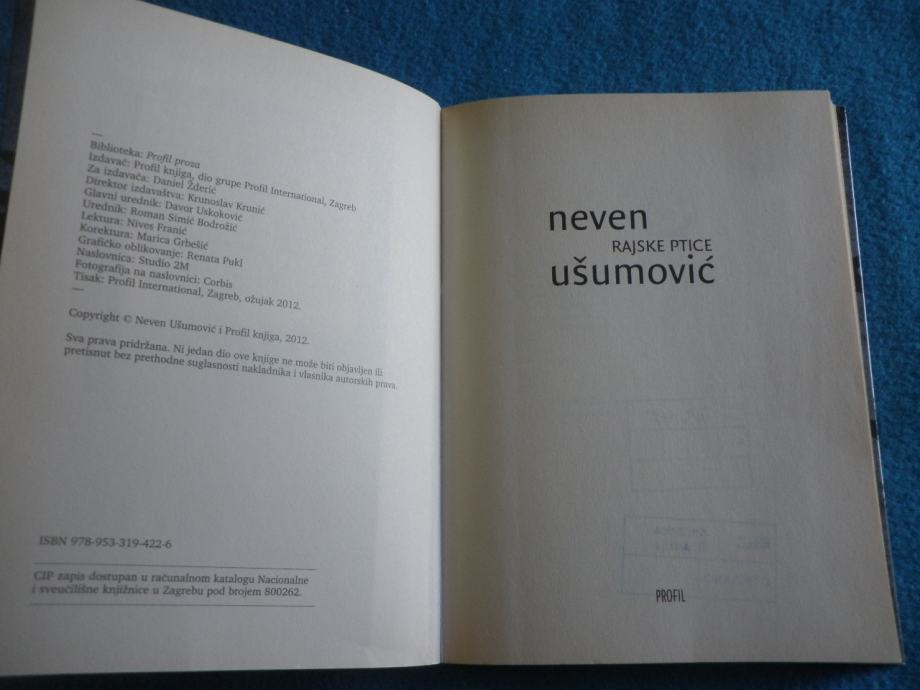 —
Biblioteka: Profil proza
Izdavač: Profil knjiga, dio grupe Profil International, Zagreb
Za izdavača: Daniel Žderić
Direktor izdavaštva: Krunoslav Krunić
Glavni urednik: Davor Uskoković
Urednik: Roman Simić Bodrožić
Lektura: Nives Franić
Korektura: Marica Grbešić
Grafičko oblikovanje: Renata Pukl
Naslovnica: Studio 2M
Fotografija na naslovnici: Corbis
Tisak: Profil International, Zagreb, ožujak 2012.
—
Copyright © Neven Ušumović i Profil knjiga, 2012.
Sva prava pridržana. Ni jedan dio ove knjige ne može biti objavljen ili
pretisnut bez prethodne suglasnosti nakladnika i vlasnika autorskih prava.
ISBN 978-953-319-422-6
CIP zapis dostupan u računalnom katalogu Nacionalne
i sveučilišne knjižnice u Zagrebu pod brojem 800262.
neven
RAJSKE PTICE
ušumović
PROFIL